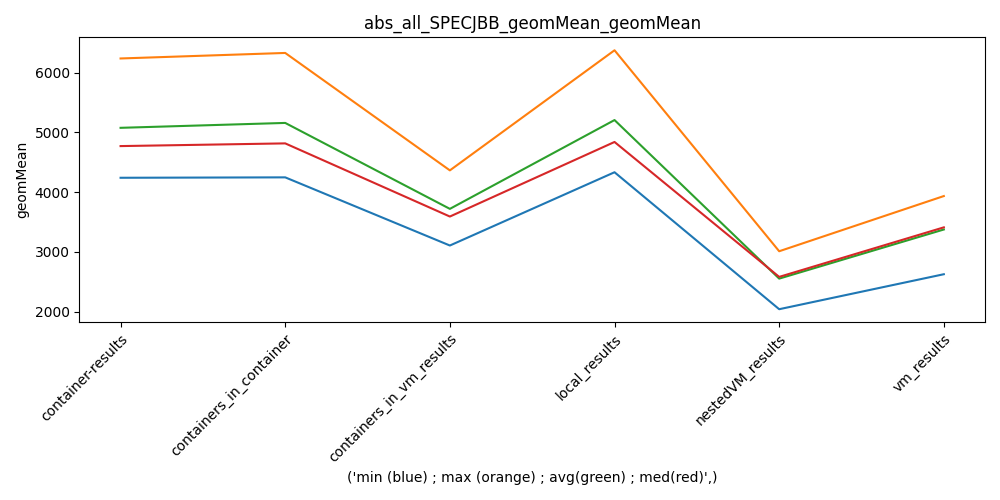 abs_all_SPECJBB_geomMean_geomMean
geomMean
6000
5000
4000
3000
2000
container-results
containers_in_container
containers_in_vm_results
local_results
nestedVM_results
vm_results
('min (blue) ; max (orange) ; avg(green) ; med(red)',)